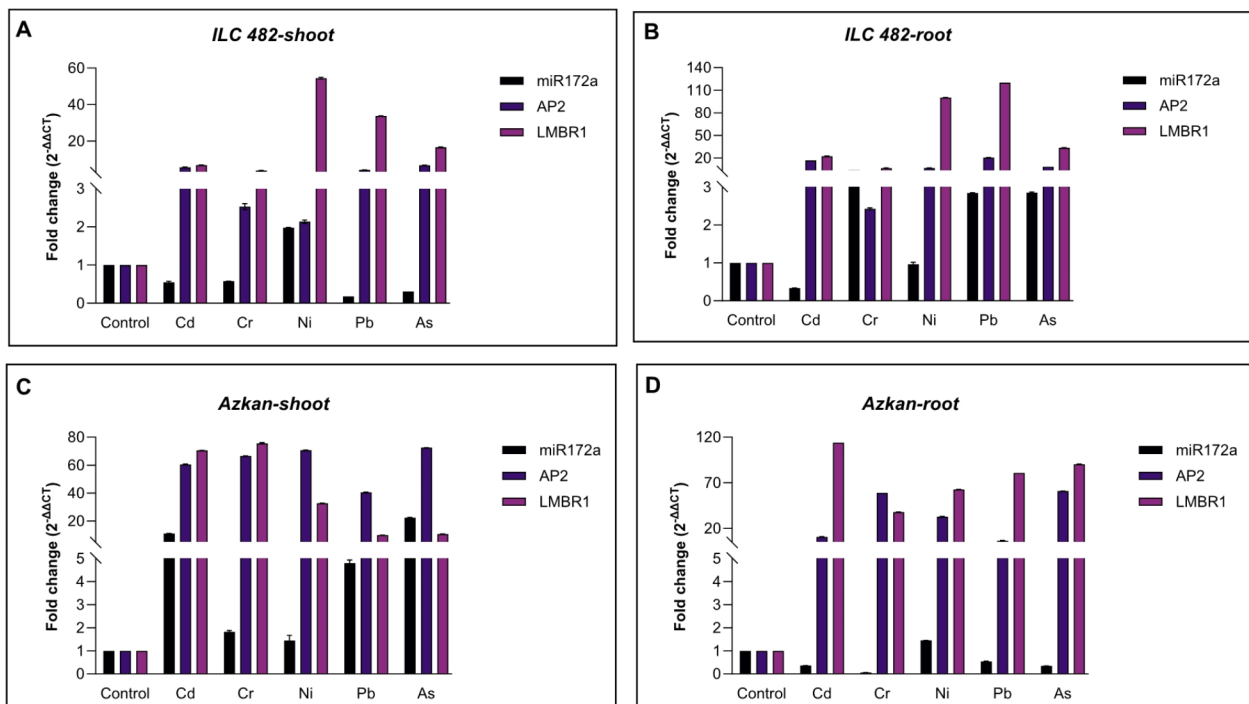 A
ILC 482-shoot
Fold change (2-ΔΔCT)
60
40
20
3
2
1
0
Control Cd Cr Ni Pb As
miR172a
AP2
LMBR1
B
ILC 482-root
Fold change (2-ΔΔCT)
140
110
80
50
20
3
2
1
0
Control Cd Cr Ni Pb As
miR172a
AP2
LMBR1
C
Azkan-shoot
Fold change (2-ΔΔCT)
80
60
40
20
5
4
3
2
1
0
Control Cd Cr Ni Pb As
miR172a
AP2
LMBR1
D
Azkan-root
Fold change (2-ΔΔCT)
120
70
20
5
4
3
2
1
0
Control Cd Cr Ni Pb As
miR172a
AP2
LMBR1